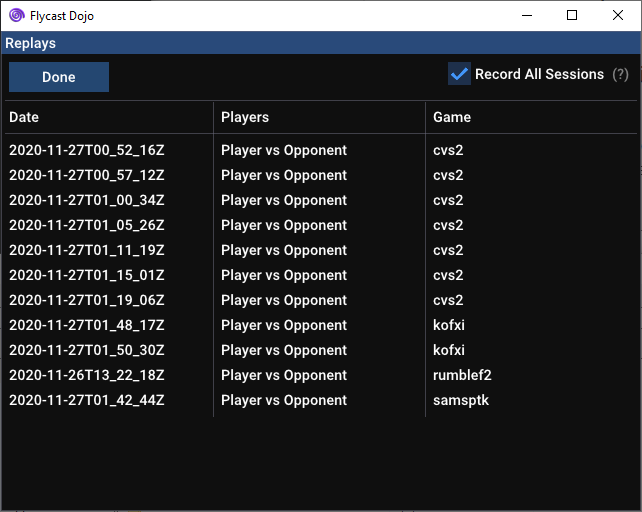 Flycast Dojo
Replays
Done
Record All Sessions (?)
Date Players Game
2020-11-27T00_52_16Z Player vs Opponent cvs2
2020-11-27T00_57_12Z Player vs Opponent cvs2
2020-11-27T01_00_34Z Player vs Opponent cvs2
2020-11-27T01_05_26Z Player vs Opponent cvs2
2020-11-27T01_11_19Z Player vs Opponent cvs2
2020-11-27T01_15_01Z Player vs Opponent cvs2
2020-11-27T01_19_06Z Player vs Opponent cvs2
2020-11-27T01_48_17Z Player vs Opponent kofxi
2020-11-27T01_50_30Z Player vs Opponent kofxi
2020-11-26T13_22_18Z Player vs Opponent rumblef2
2020-11-27T01_42_44Z Player vs Opponent samsptk